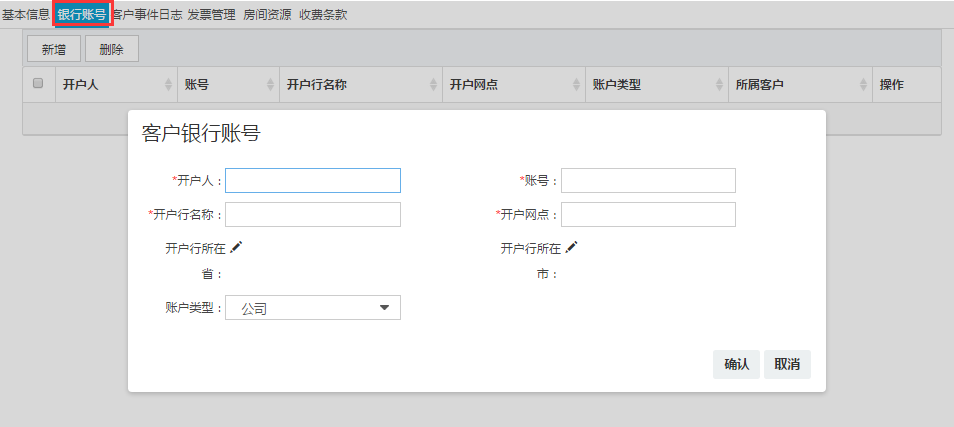 基本信息 银行账号 客户事件日志 发票管理 房间资源 收费条款
新增 删除
开户人 账号 开户行名称 开户网点 账户类型 所属客户 操作
客户银行账号
*开户人： *账号：
*开户行名称： *开户网点：
开户行所在 开户行所在
省： 市：
账户类型： 公司
确认 取消